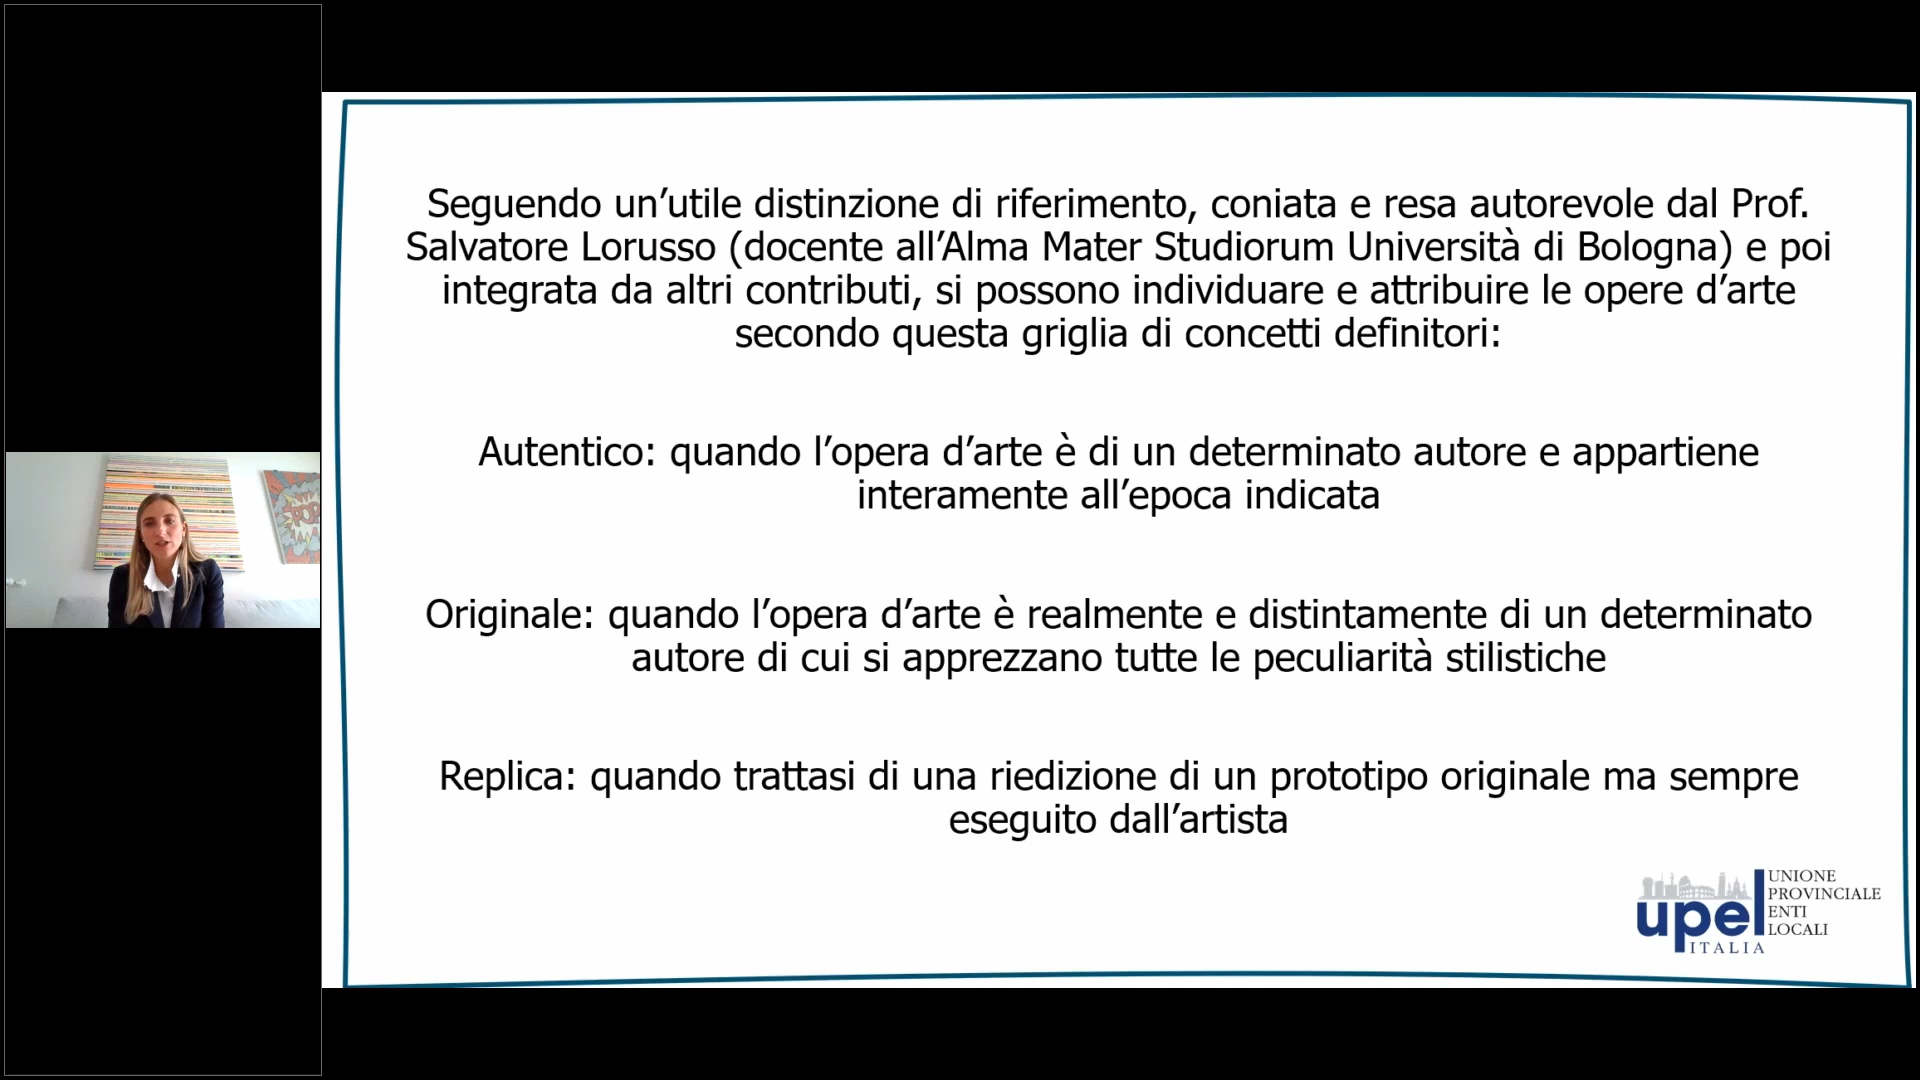 Seguendo un’utile distinzione di riferimento, coniata e resa autorevole dal Prof.
Salvatore Lorusso (docente all’Alma Mater Studiorum Università di Bologna) e poi
integrata da altri contributi, si possono individuare e attribuire le opere d’arte
secondo questa griglia di concetti definitori:
Autentico: quando l’opera d’arte è di un determinato autore e appartiene
interamente all’epoca indicata
Originale: quando l’opera d’arte è realmente e distintamente di un determinato
autore di cui si apprezzano tutte le peculiarità stilistiche
Replica: quando trattasi di una riedizione di un prototipo originale ma sempre
eseguito dall’artista
upel
ITALIA
UNIONE
PROVINCIALE
ENTI
LOCALI
POP